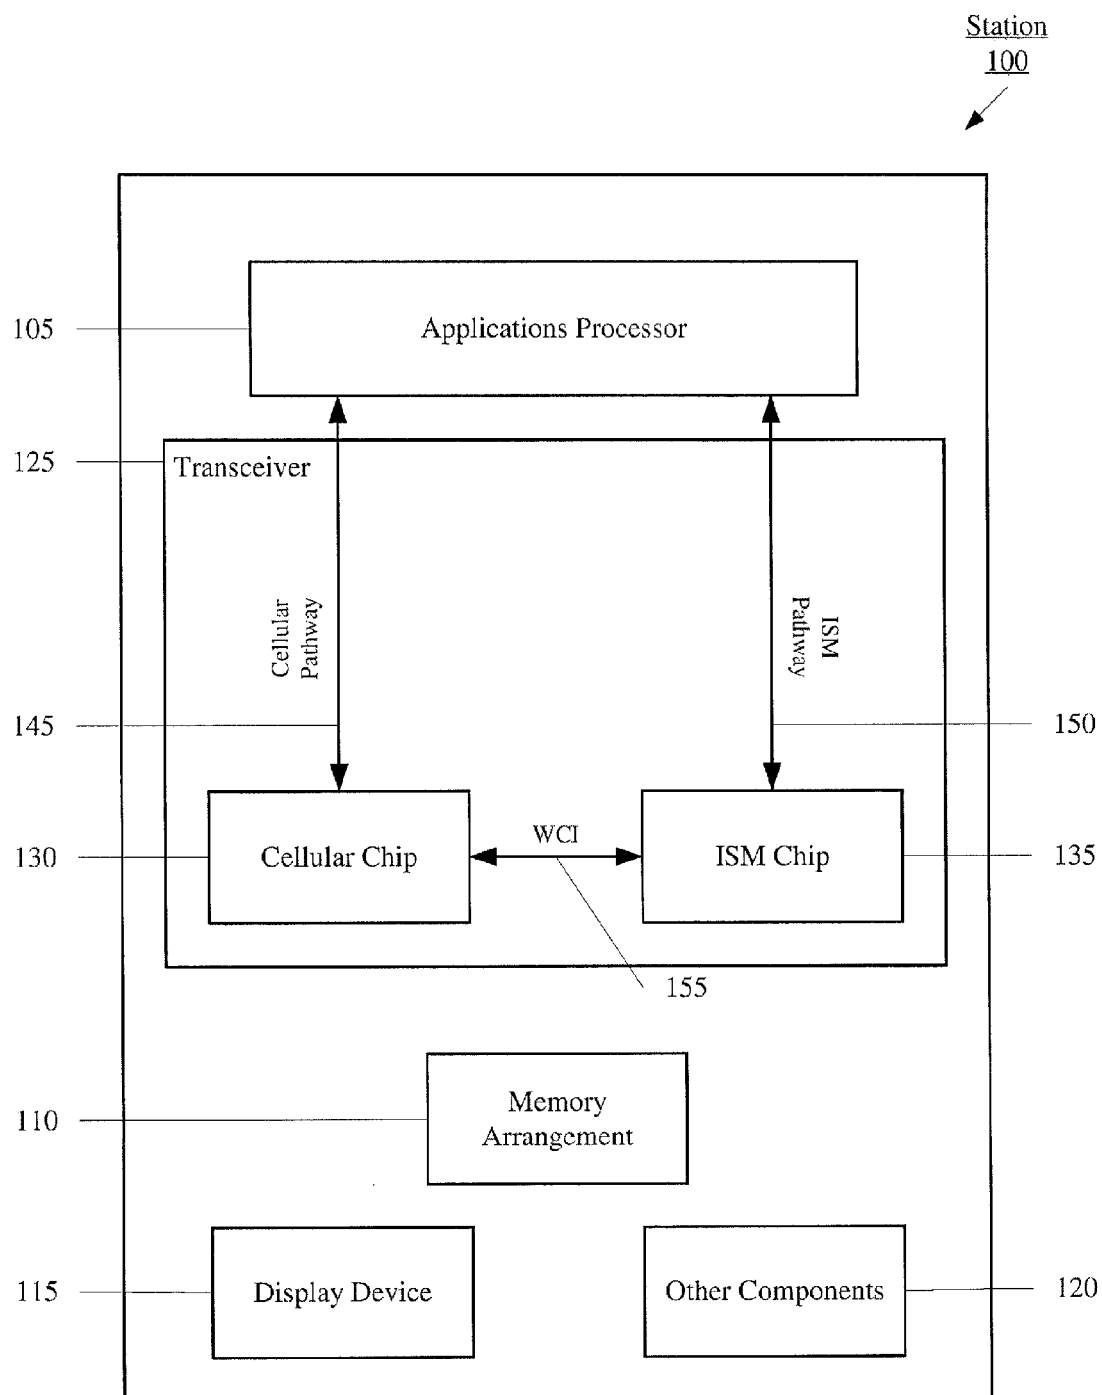 Station
100
105
Applications Processor
125
Transceiver
Cellular
Pathway
ISM
Pathway
145
150
130
Cellular Chip
WCI
ISM Chip
135
155
110
Memory
Arrangement
115
Display Device
Other Components
120